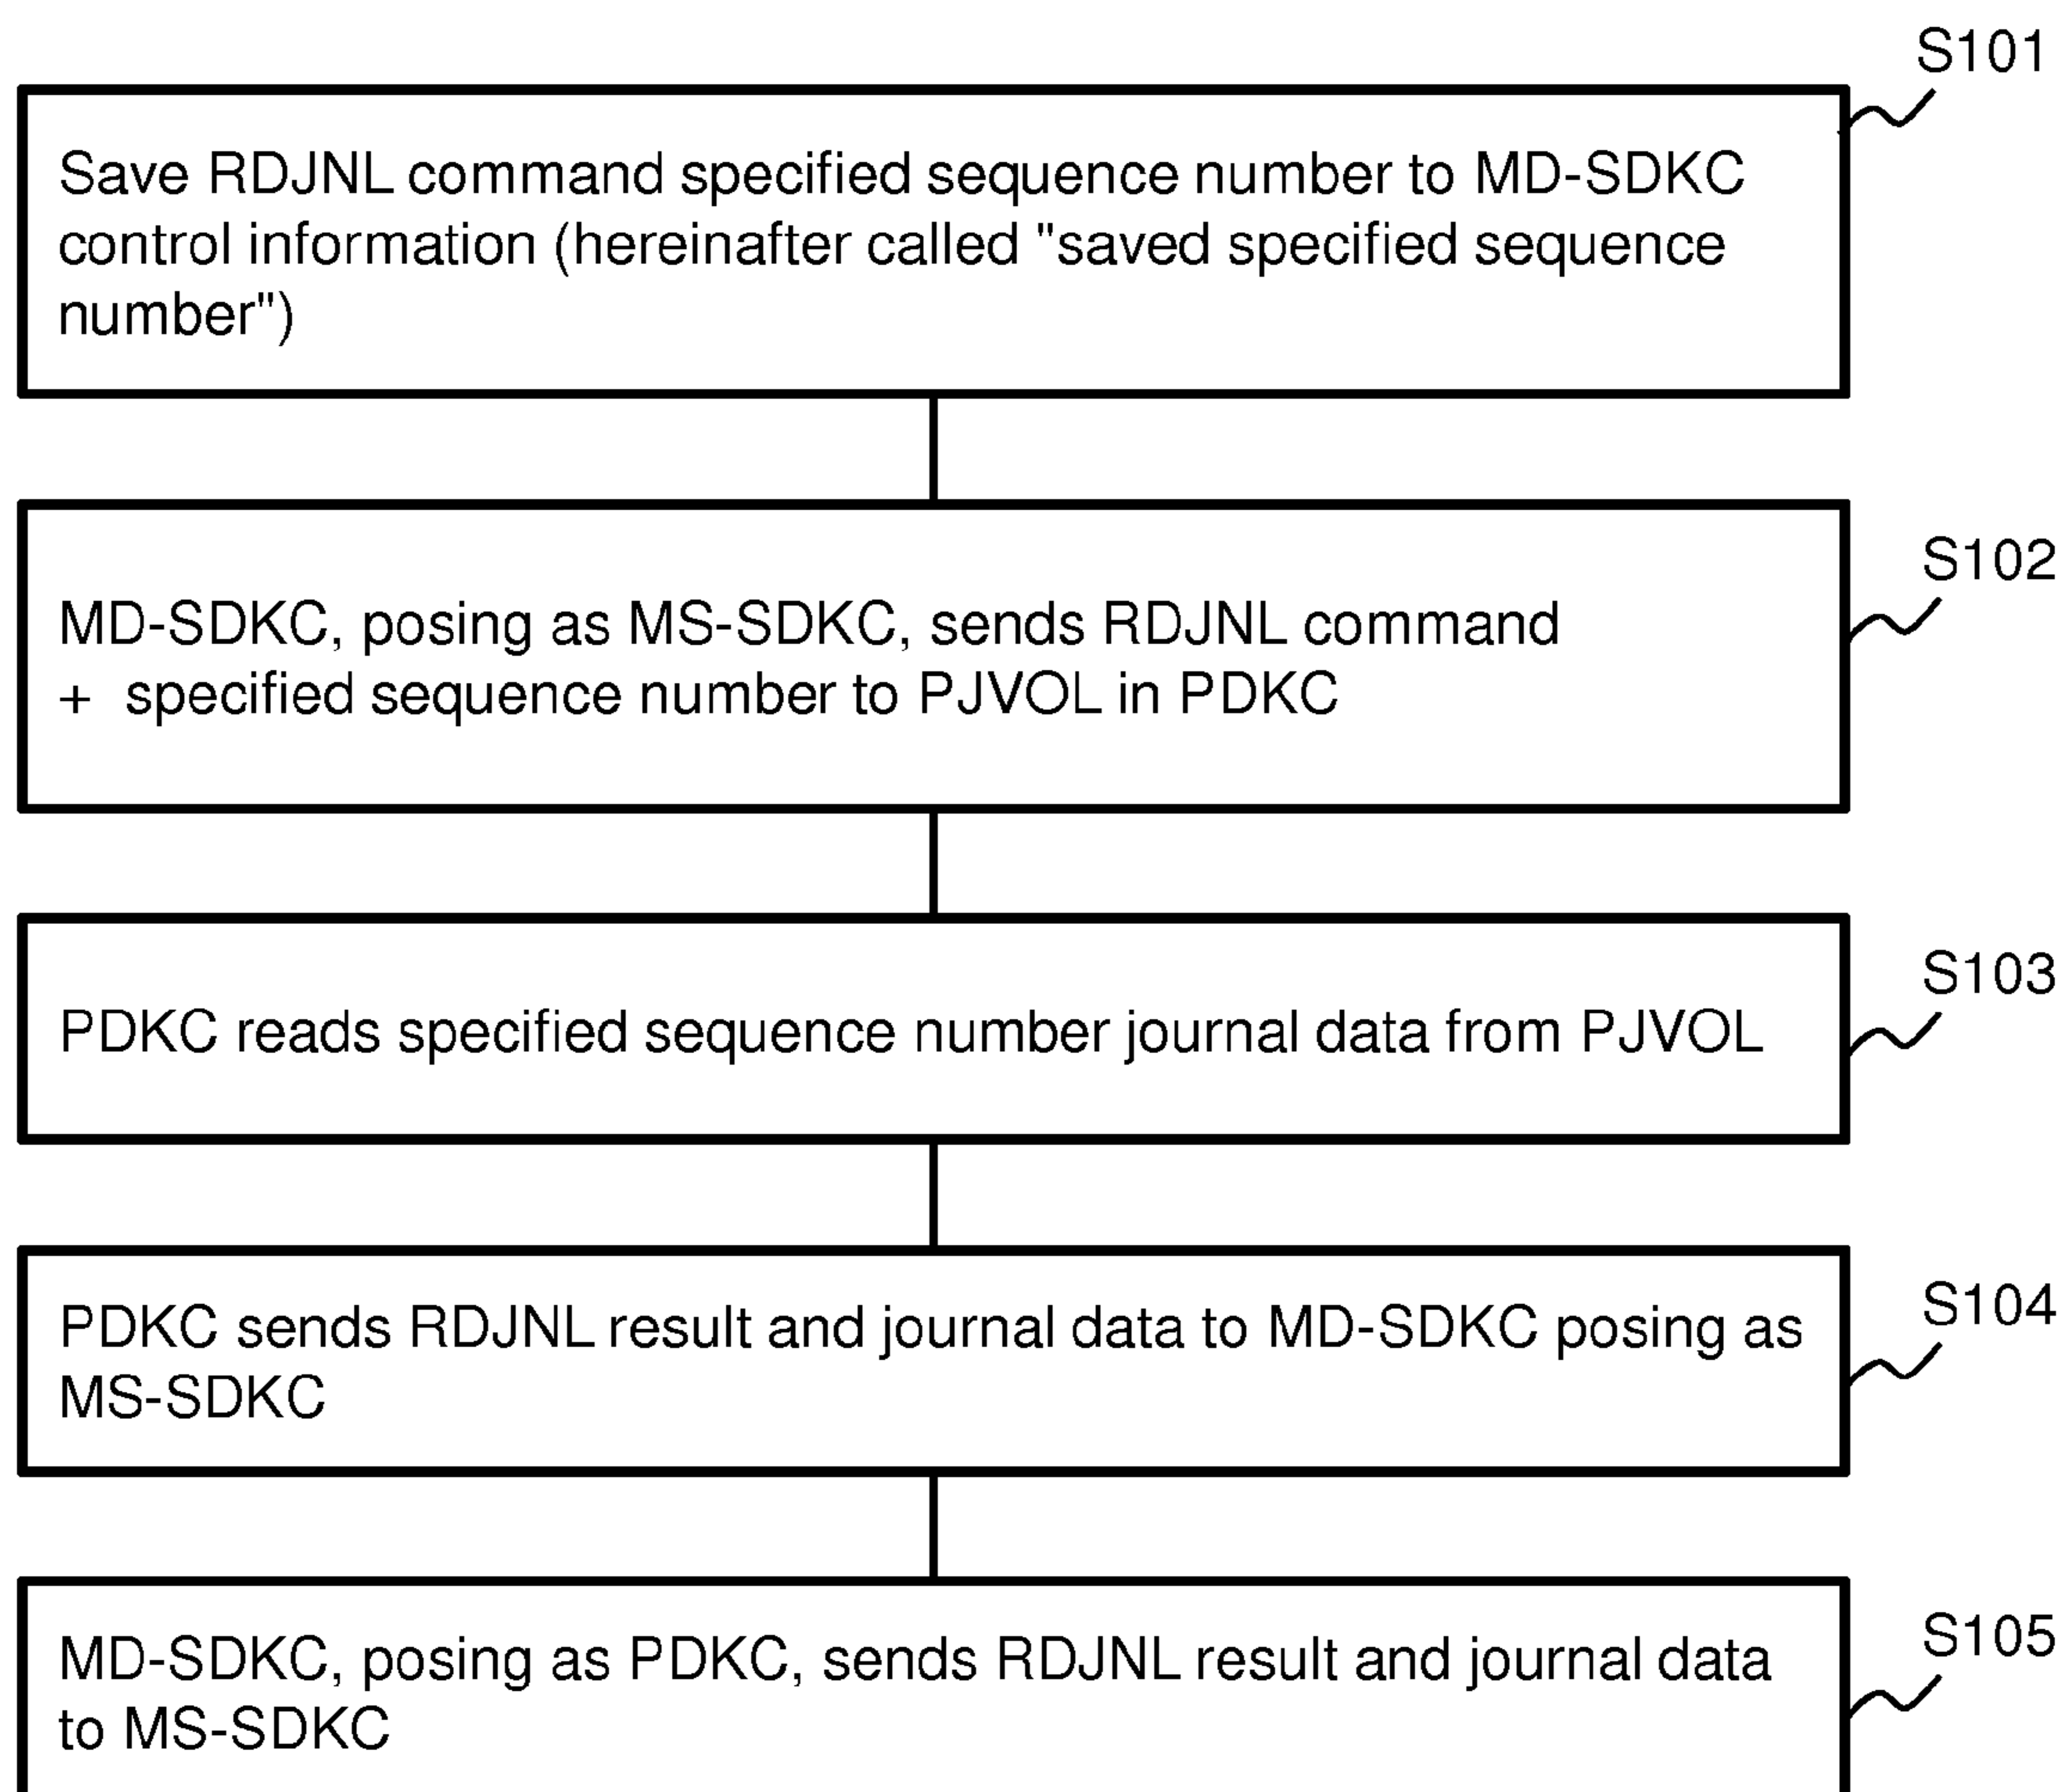 S101
Save RDJNL command specified sequence number to MD-SDKC
control information (hereinafter called "saved specified sequence
number")
S102
MD-SDKC, posing as MS-SDKC, sends RDJNL command
+ specified sequence number to PJVOL in PDKC
S103
PDKC reads specified sequence number journal data from PJVOL
S104
PDKC sends RDJNL result and journal data to MD-SDKC posing as
MS-SDKC
S105
MD-SDKC, posing as PDKC, sends RDJNL result and journal data
to MS-SDKC